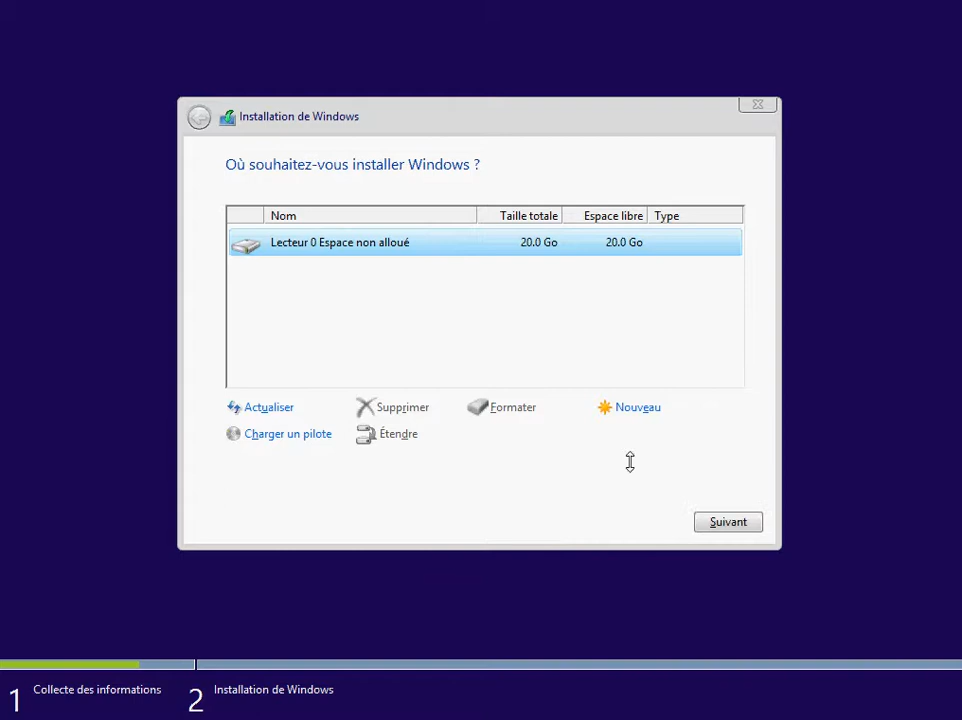 Installation de Windows
Où souhaitez-vous installer Windows ?
Nom Taille totale Espace libre Type
Lecteur 0 Espace non alloué 20.0 Go 20.0 Go
Actualiser Supprimer Formater Nouveau
Charger un pilote Étendre
Suivant
1 Collecte des informations 2 Installation de Windows